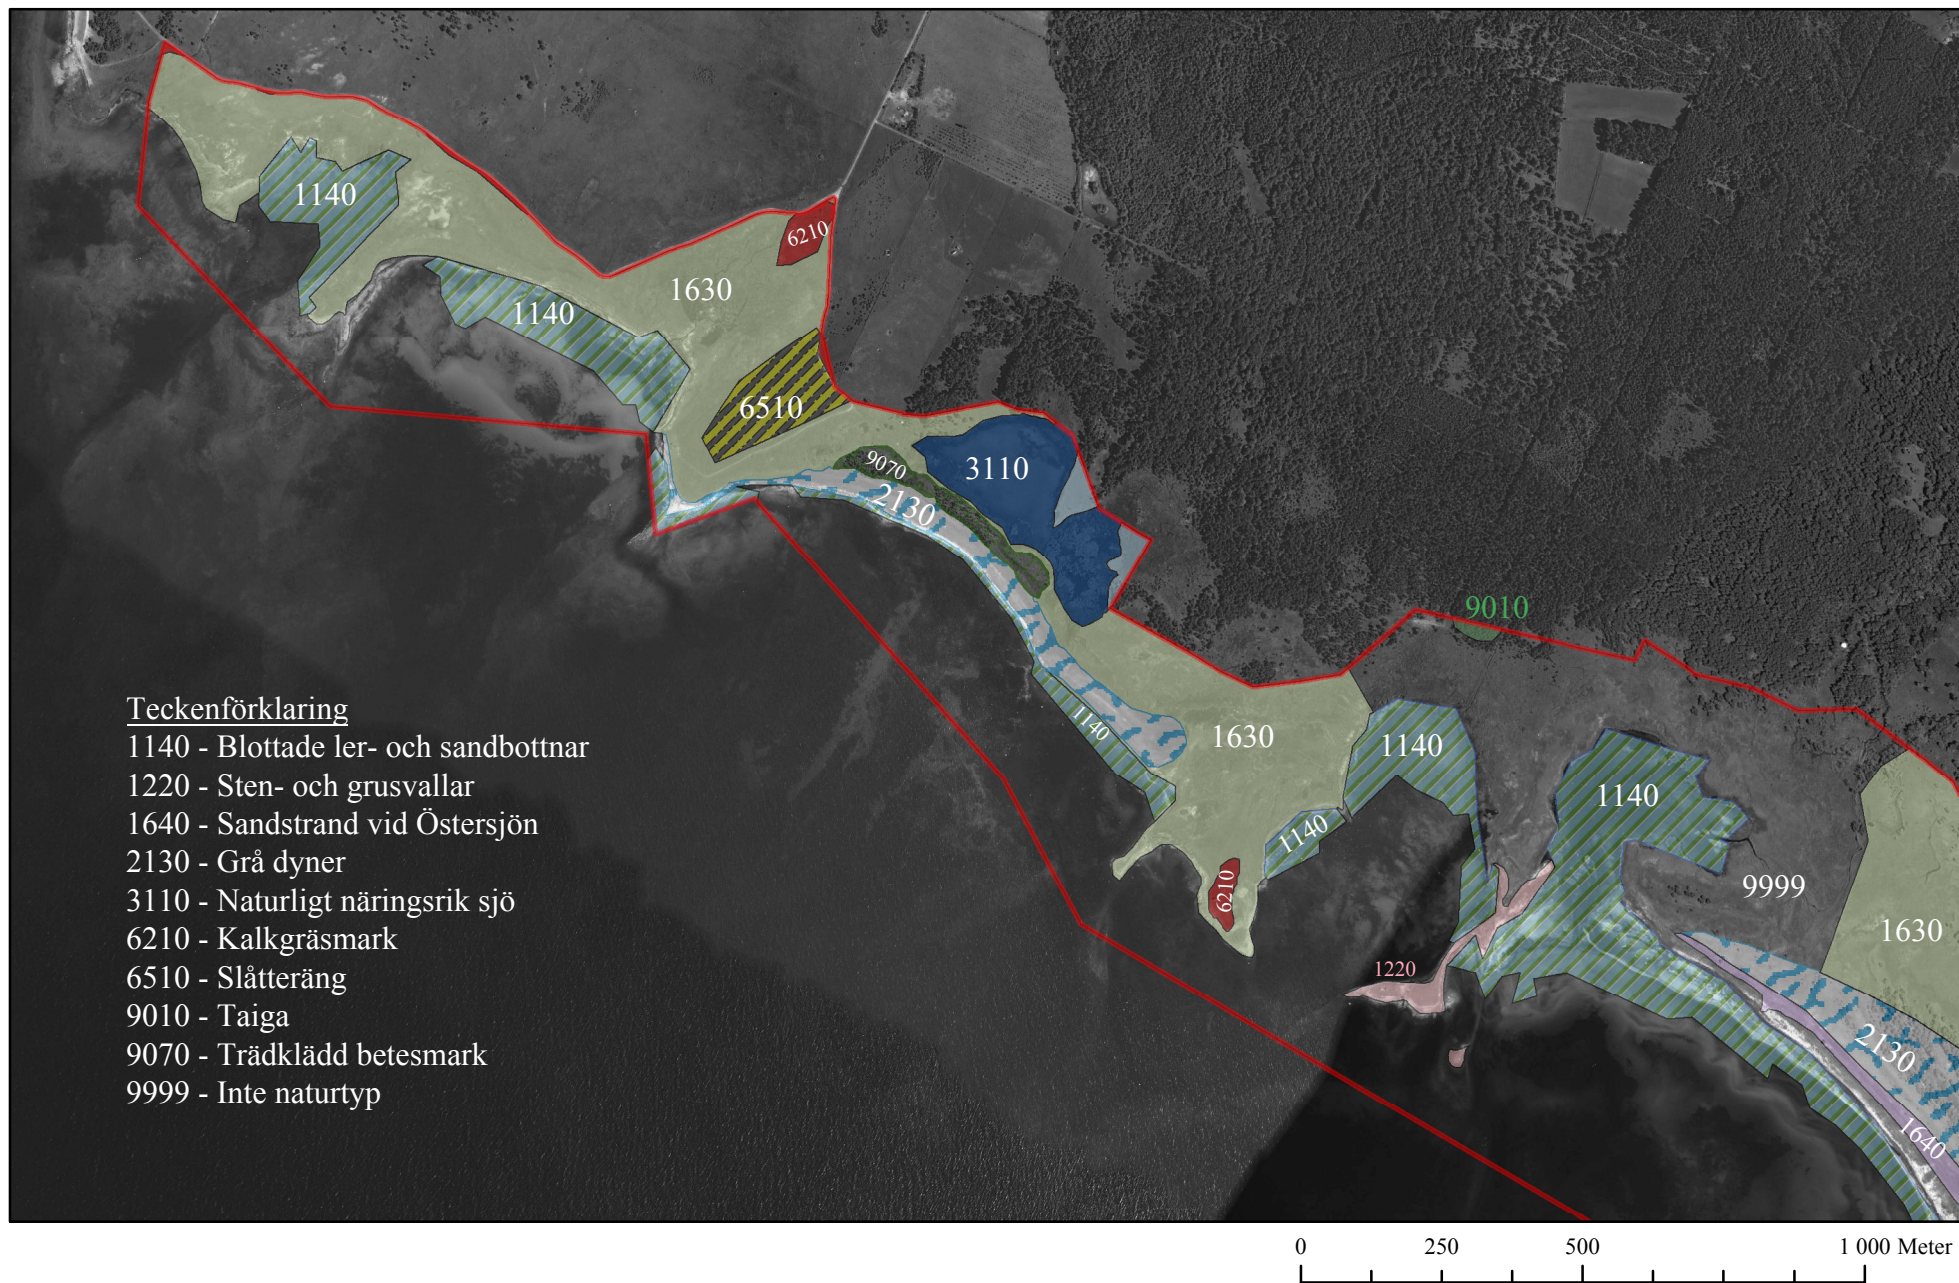 1140
6210
1630
1140
6510
9070
3110
2130
9010
1140
1630
1140
1140
1140
6210
9999
1630
1220
2130
1640
Teckenförklaring
1140 - Blottade ler- och sandbottnar
1220 - Sten- och grusvallar
1640 - Sandstrand vid Östersjön
2130 - Grå dyner
3110 - Naturligt näringsrik sjö
6210 - Kalkgräsmark
6510 - Slåtteräng
9010 - Taiga
9070 - Trädklädd betesmark
9999 - Inte naturtyp
0 250 500 1 000 Meter